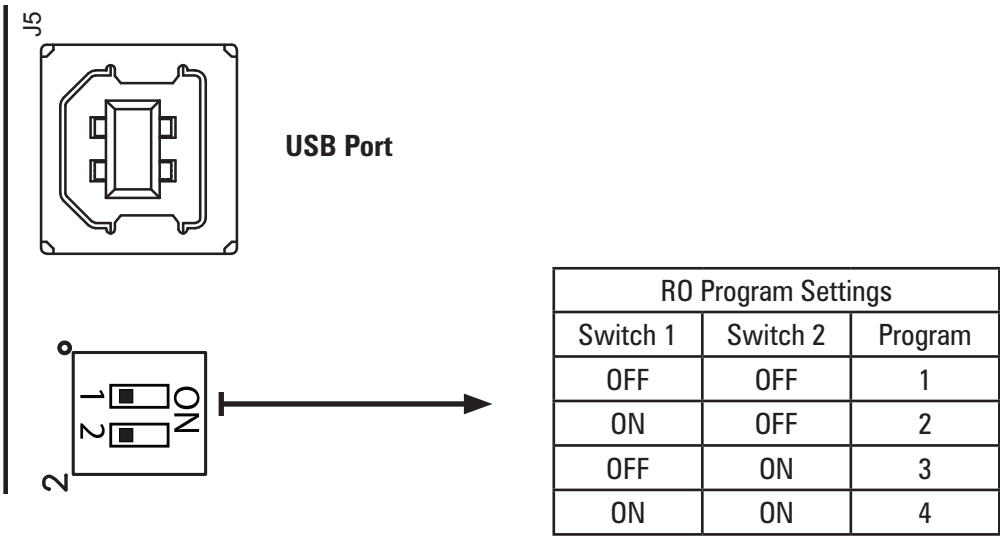 J5
USB Port
1 ON
2
2
RO Program Settings
Switch 1 Switch 2 Program
OFF OFF 1
ON OFF 2
OFF ON 3
ON ON 4